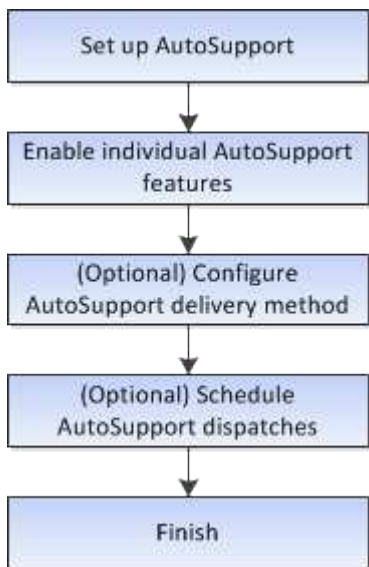 Set up AutoSupport
Enable individual AutoSupport
features
(Optional) Configure
AutoSupport delivery method
(Optional) Schedule
AutoSupport dispatches
Finish